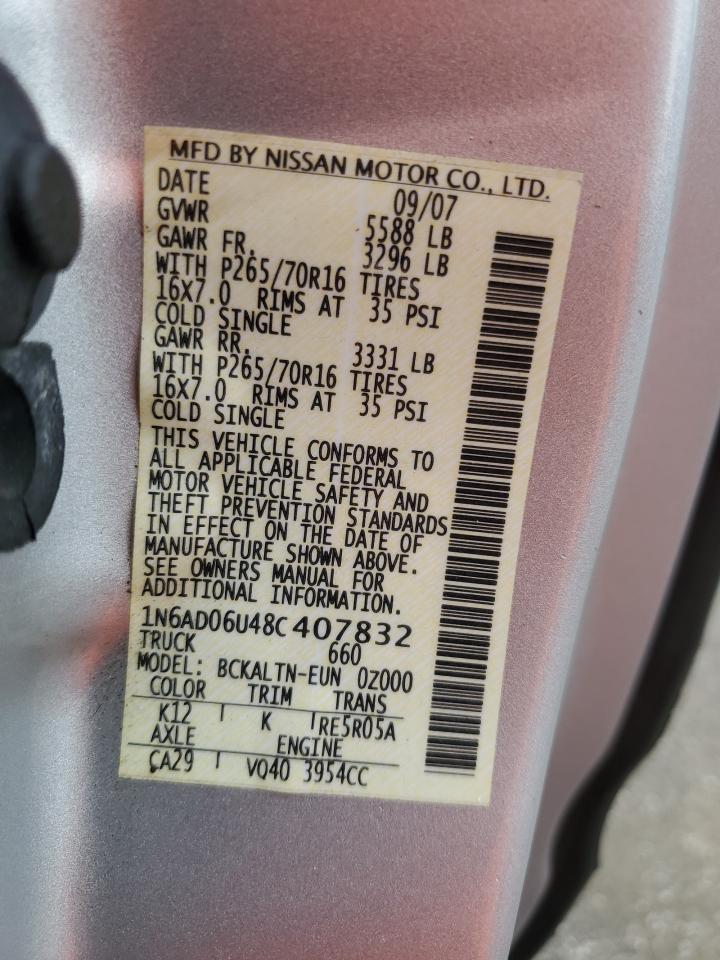 MFD BY NISSAN MOTOR CO., LTD.
DATE 09/07
GVWR 5588 LB
GAWR FR. 3296 LB
WITH P265/70R16 TIRES
16X7.0 RIMS AT 35 PSI
COLD SINGLE
GAWR RR. 3331 LB
WITH P265/70R16 TIRES
16X7.0 RIMS AT 35 PSI
COLD SINGLE
THIS VEHICLE CONFORMS TO
ALL APPLICABLE FEDERAL
MOTOR VEHICLE SAFETY AND
THEFT PREVENTION STANDARDS
IN EFFECT ON THE DATE OF
MANUFACTURE SHOWN ABOVE.
SEE OWNERS MANUAL FOR
ADDITIONAL INFORMATION.
1N6AD06U48C407832
TRUCK 660
MODEL: BCKALTN-EUN 0Z000
COLOR TRIM TRANS
K12 K RE5R05A
AXLE ENGINE
CA29 VQ40 3954CC